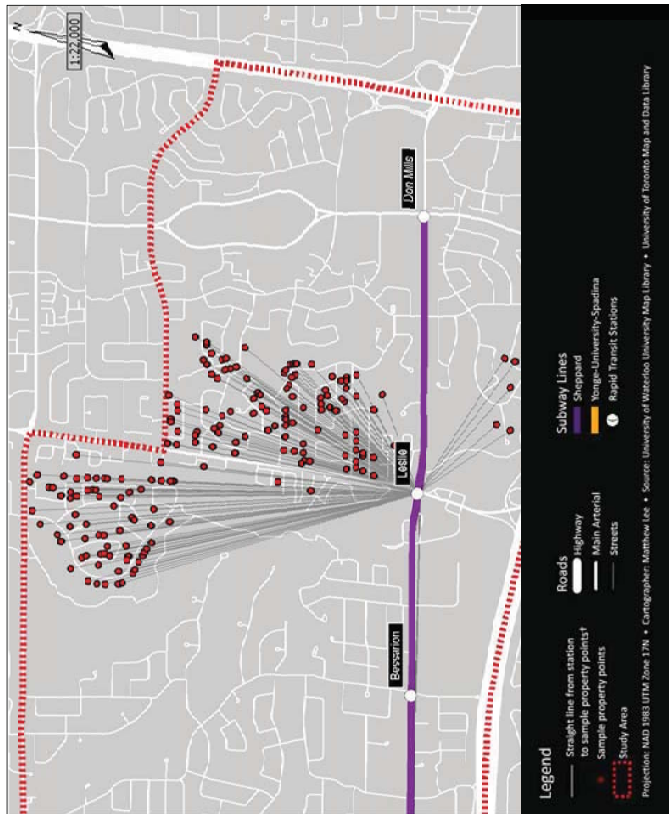 N
1:22,000
Don Mills
Leslie
Bessarion
Legend
Straight line from station
to sample property points†
Sample property points
Study Area
Roads
Highway
Main Arterial
Streets
Subway Lines
Sheppard
Yonge-University-Spadina
Rapid Transit Stations
Projection: NAD 1983 UTM Zone 17N • Cartographer: Matthew Lee • Source: University of Waterloo University Map Library • University of Toronto Map and Data Library